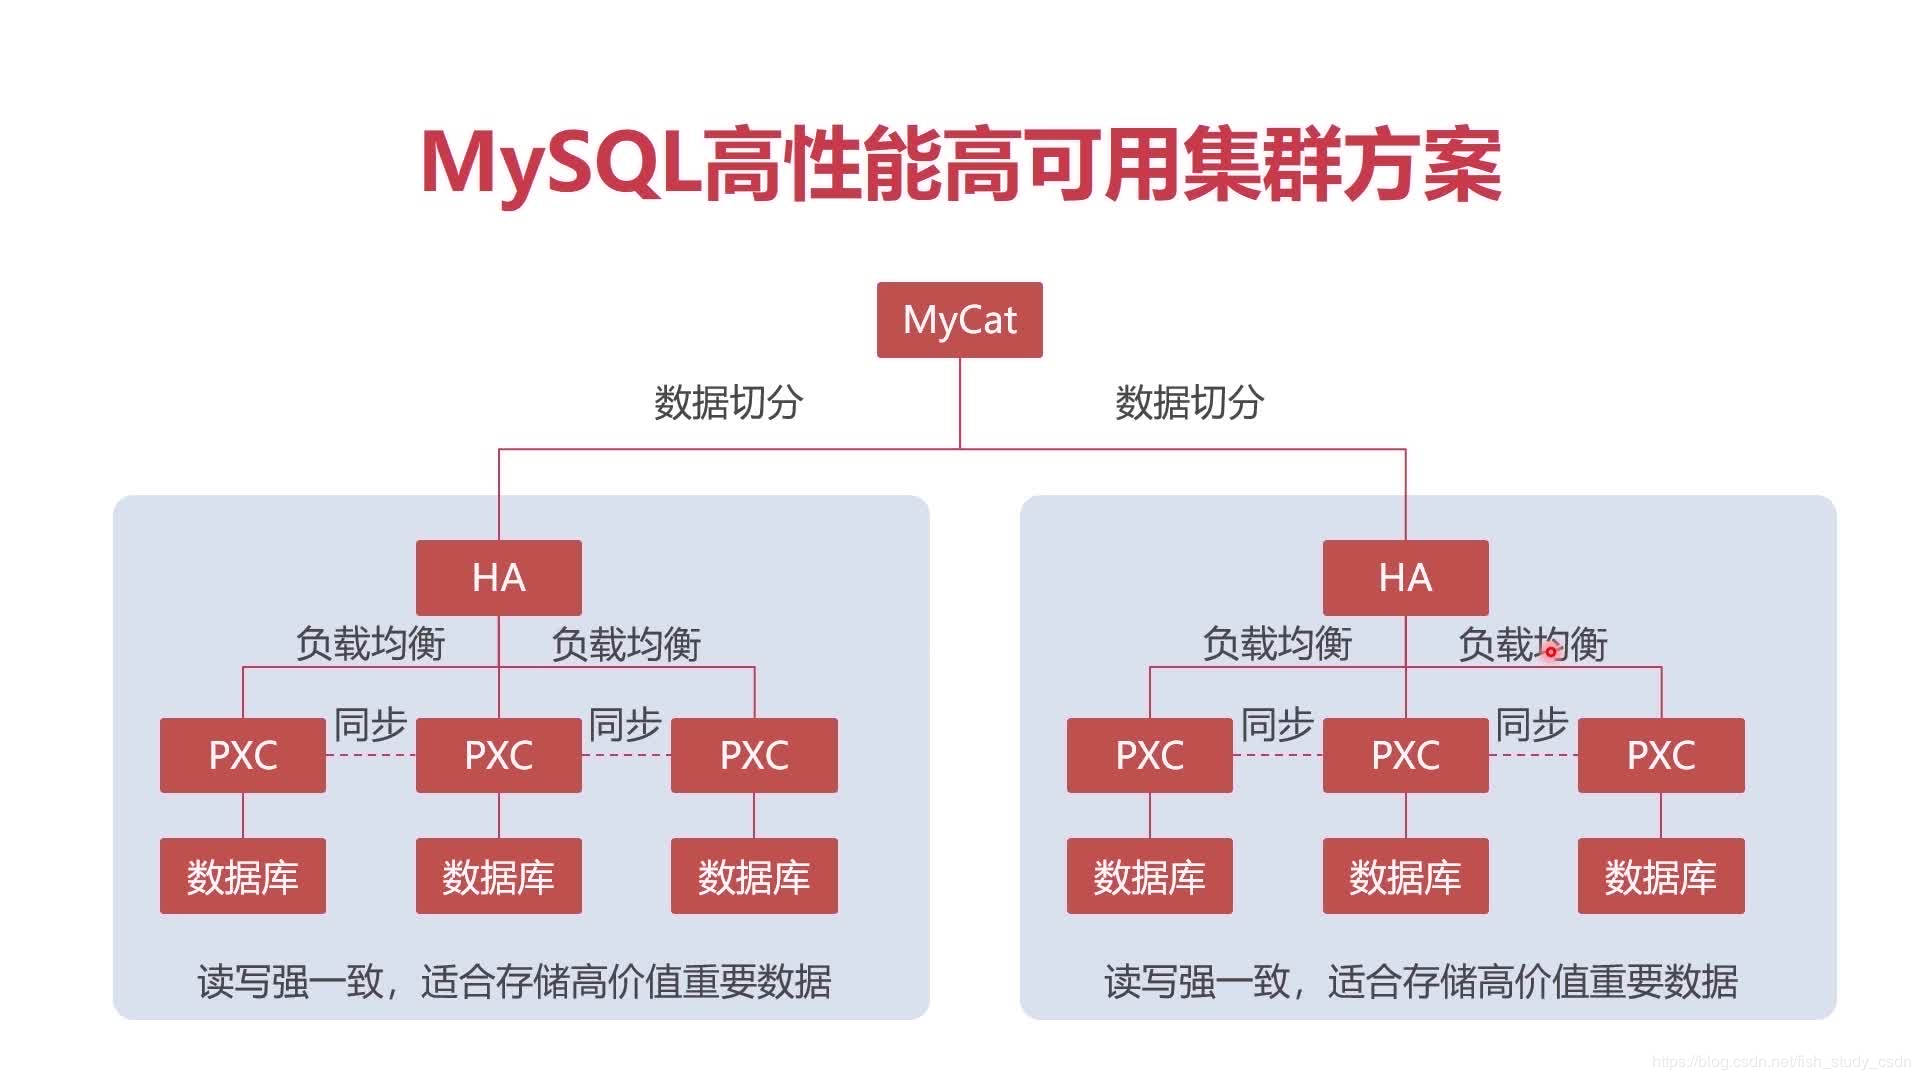 MySQL高性能高可用集群方案
MyCat
数据切分
数据切分
HA
HA
负载均衡
负载均衡
负载均衡
负载均衡
同步
同步
同步
同步
PXC
PXC
PXC
PXC
PXC
PXC
数据库
数据库
数据库
数据库
数据库
数据库
读写强一致，适合存储高价值重要数据
读写强一致，适合存储高价值重要数据
https://blog.csdn.net/fish_study_csdn